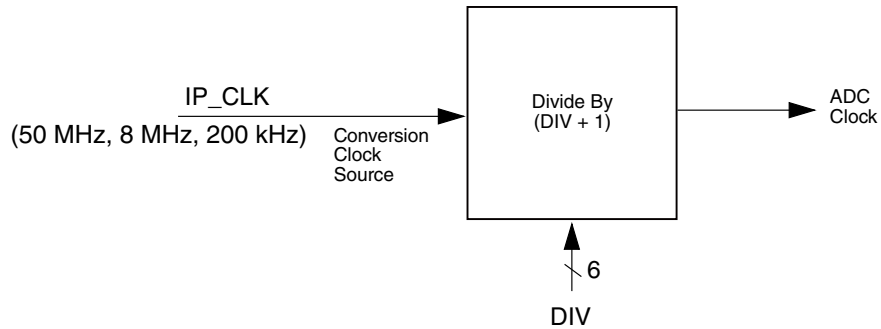 IP_CLK
(50 MHz, 8 MHz, 200 kHz)
Conversion
Clock
Source
Divide By
(DIV + 1)
ADC
Clock
6
DIV